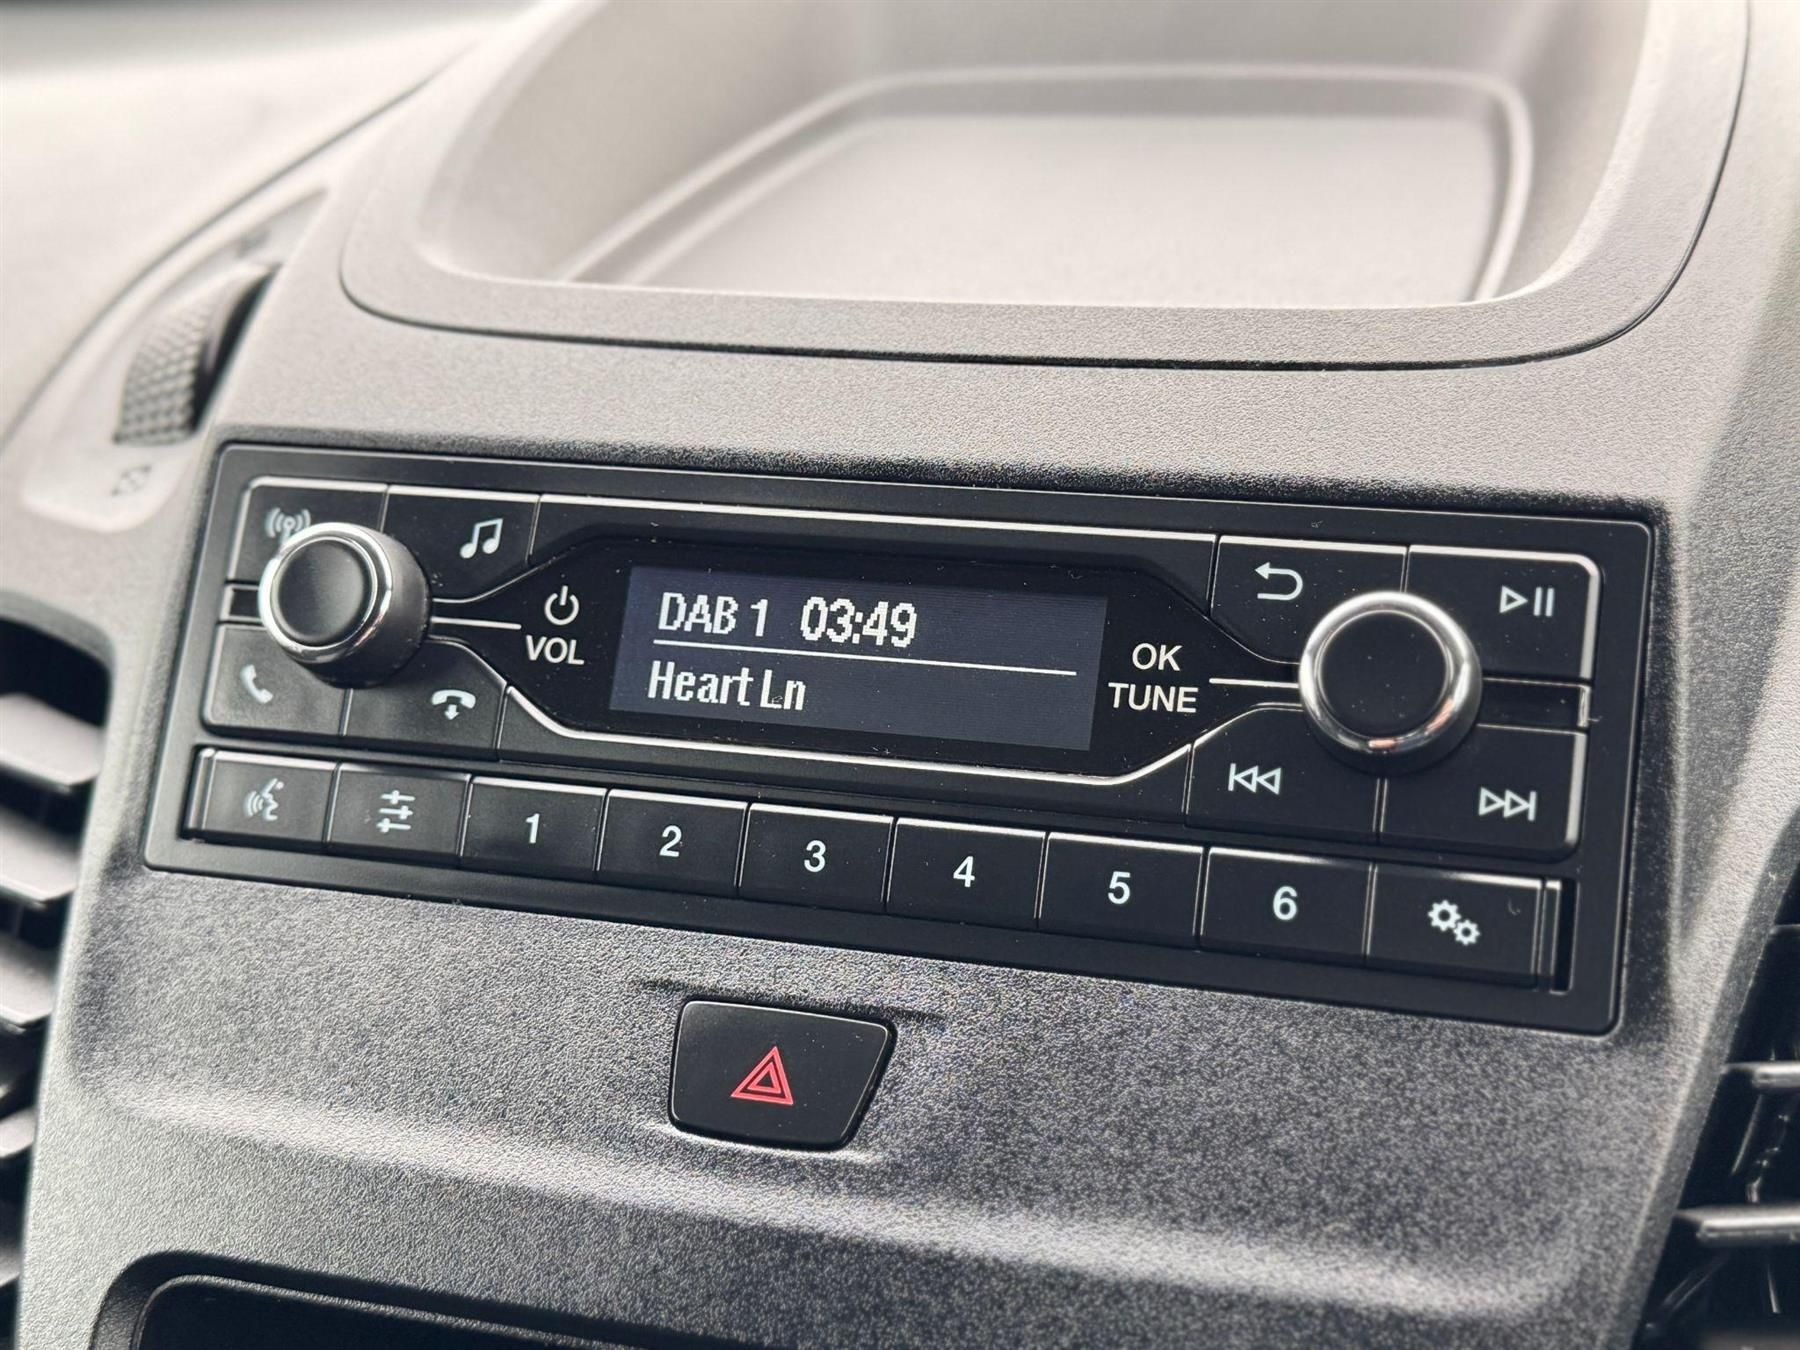 DAB 1 03:49
Heart Ln
VOL
OK
TUNE
1 2 3 4 5 6